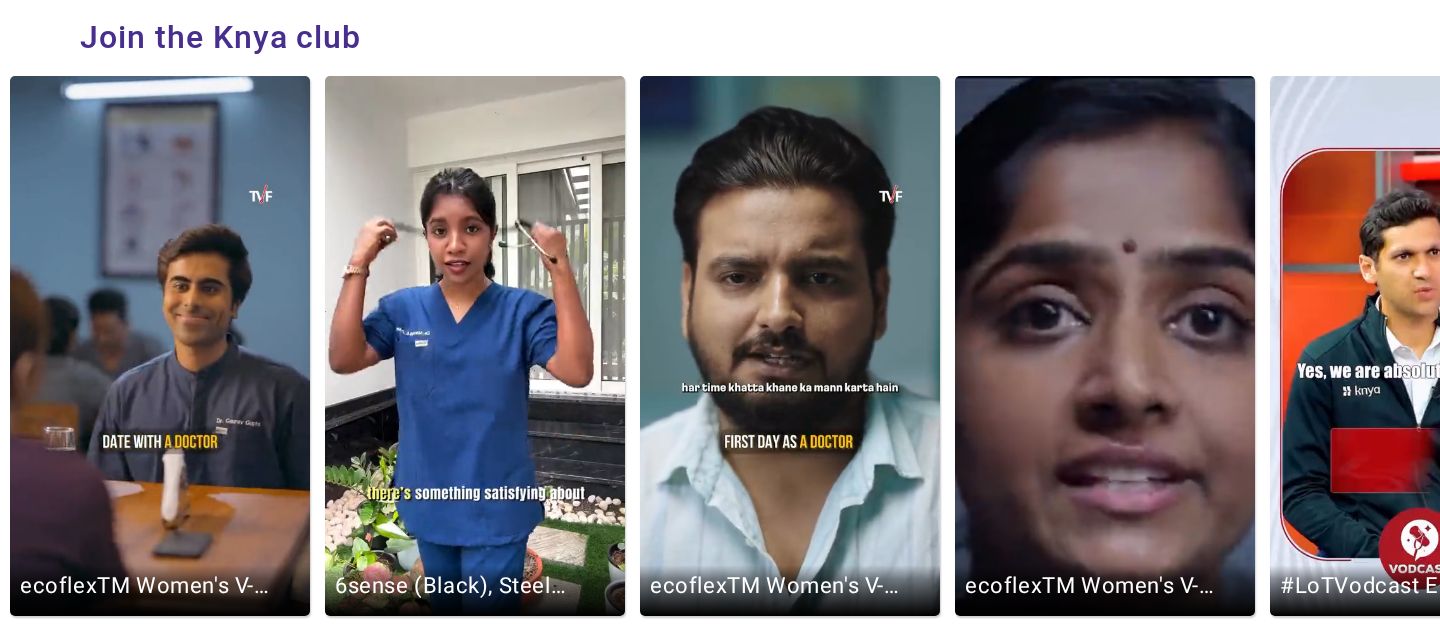 Join the Knya club
TVF
Dr. Gaurav Gupta
DATE WITH A DOCTOR
ecoflexTM Women's V-...
there's something satisfying about
6sense (Black), Steel...
TVF
har time khatta khane ka mann karta hain
FIRST DAY AS A DOCTOR
ecoflexTM Women's V-...
ecoflexTM Women's V-...
Yes, we are absolut
knya
VODCAS
#LoTVodcast E